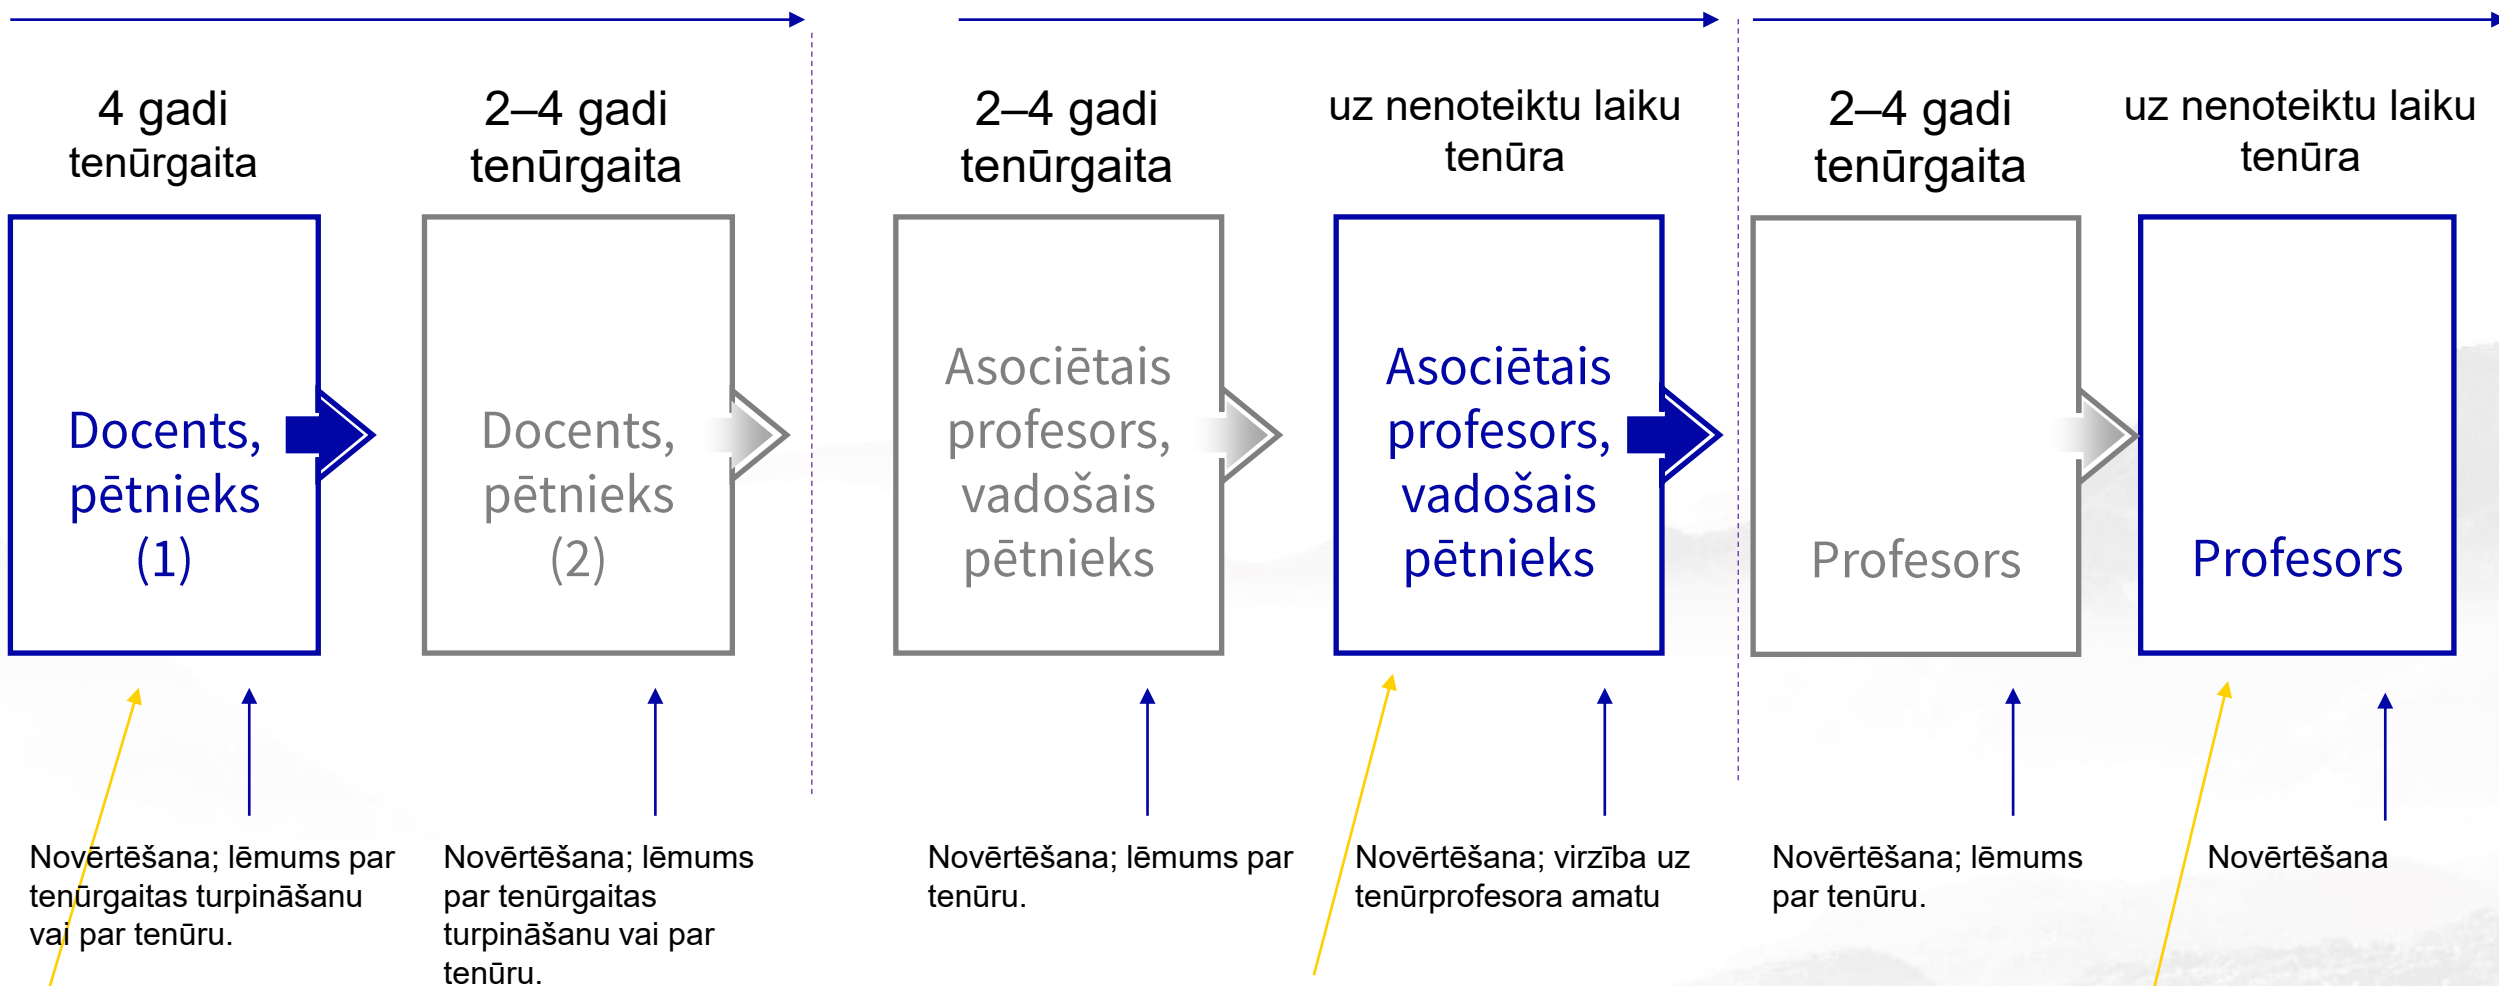 4 gadi
tenūrgaita
2–4 gadi
tenūrgaita
2–4 gadi
tenūrgaita
uz nenoteiktu laiku
tenūra
2–4 gadi
tenūrgaita
uz nenoteiktu laiku
tenūra
Docents,
pētnieks
(1)
Docents,
pētnieks
(2)
Asociētais
profesors,
vadošais
pētnieks
Asociētais
profesors,
vadošais
pētnieks
Profesors
Profesors
Novērtēšana; lēmums par
tenūrgaitas turpināšanu
vai par tenūru.
Novērtēšana; lēmums
par tenūrgaitas
turpināšanu vai par
tenūru.
Novērtēšana; lēmums par
tenūru.
Novērtēšana; virzība uz
tenūrprofesora amatu
Novērtēšana; lēmums
par tenūru.
Novērtēšana